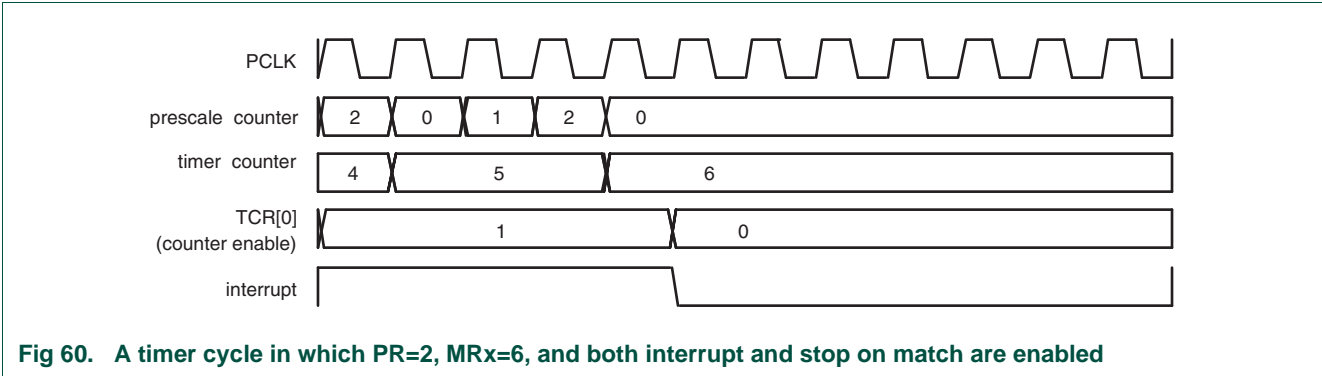 PCLK
prescale counter 2 0 1 2 0
timer counter 4 5 6
TCR[0]
(counter enable) 1 0
interrupt
Fig 60. A timer cycle in which PR=2, MRx=6, and both interrupt and stop on match are enabled